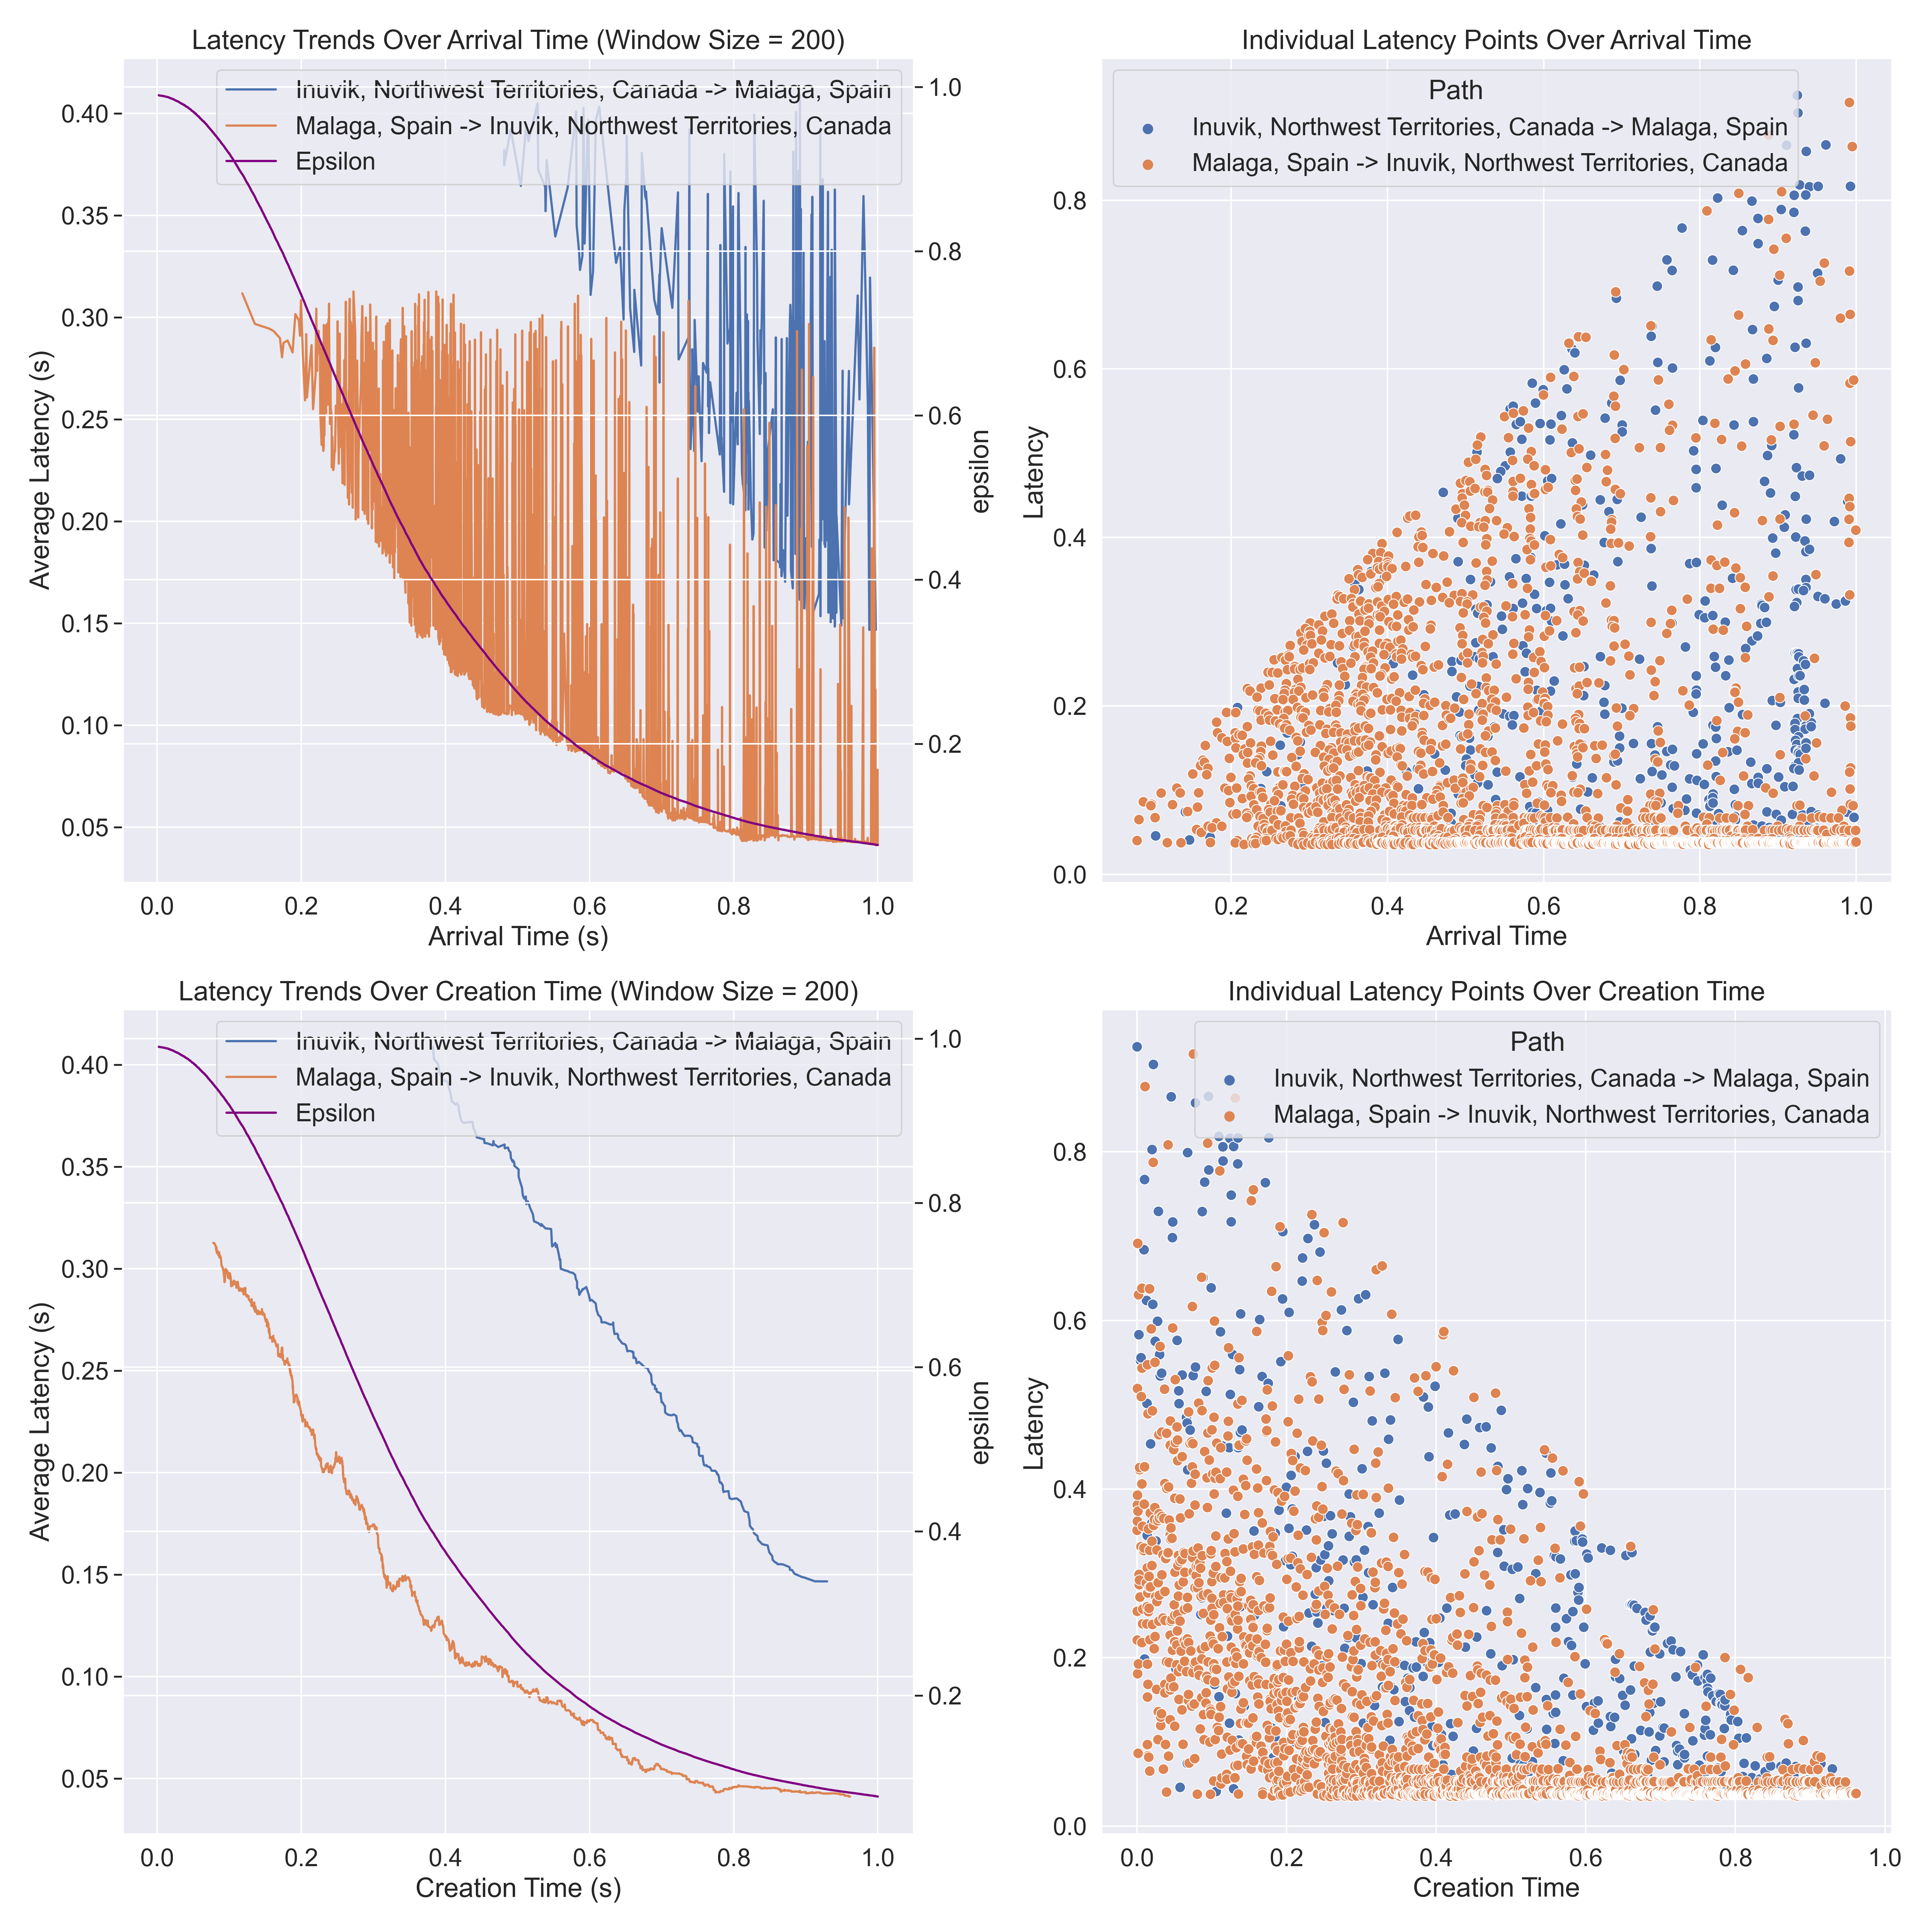 Latency Trends Over Arrival Time (Window Size = 200)
Inuvik, Northwest Territories, Canada -> Malaga, Spain
Malaga, Spain -> Inuvik, Northwest Territories, Canada
Epsilon
0.40
0.35
0.30
0.25
0.20
0.15
0.10
0.05
Average Latency (s)
1.0
0.8
0.6
0.4
0.2
epsilon
0.0 0.2 0.4 0.6 0.8 1.0
Arrival Time (s)
Individual Latency Points Over Arrival Time
Path
Inuvik, Northwest Territories, Canada -> Malaga, Spain
Malaga, Spain -> Inuvik, Northwest Territories, Canada
0.8
0.6
0.4
0.2
0.0
Latency
0.2 0.4 0.6 0.8 1.0
Arrival Time
Latency Trends Over Creation Time (Window Size = 200)
Inuvik, Northwest Territories, Canada -> Malaga, Spain
Malaga, Spain -> Inuvik, Northwest Territories, Canada
Epsilon
0.40
0.35
0.30
0.25
0.20
0.15
0.10
0.05
Average Latency (s)
1.0
0.8
0.6
0.4
0.2
epsilon
0.0 0.2 0.4 0.6 0.8 1.0
Creation Time (s)
Individual Latency Points Over Creation Time
Path
Inuvik, Northwest Territories, Canada -> Malaga, Spain
Malaga, Spain -> Inuvik, Northwest Territories, Canada
0.8
0.6
0.4
0.2
0.0
Latency
0.0 0.2 0.4 0.6 0.8 1.0
Creation Time